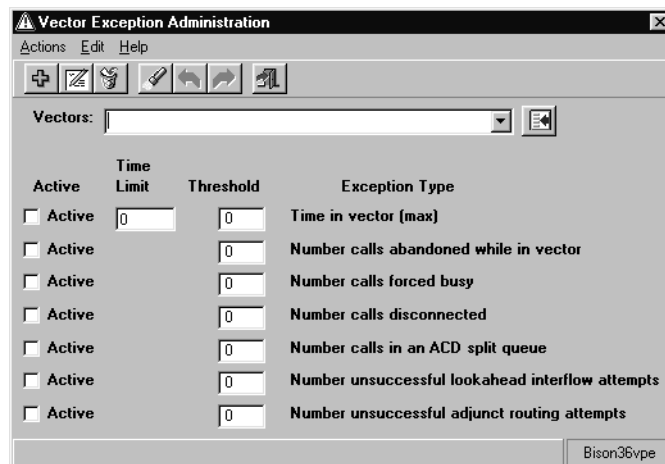 Vector Exception Administration
Actions Edit Help
Vectors:
Time
Active Limit Threshold Exception Type
Active 0 0 Time in vector (max)
Active 0 Number calls abandoned while in vector
Active 0 Number calls forced busy
Active 0 Number calls disconnected
Active 0 Number calls in an ACD split queue
Active 0 Number unsuccessful lookahead interflow attempts
Active 0 Number unsuccessful adjunct routing attempts
Bison36vpe